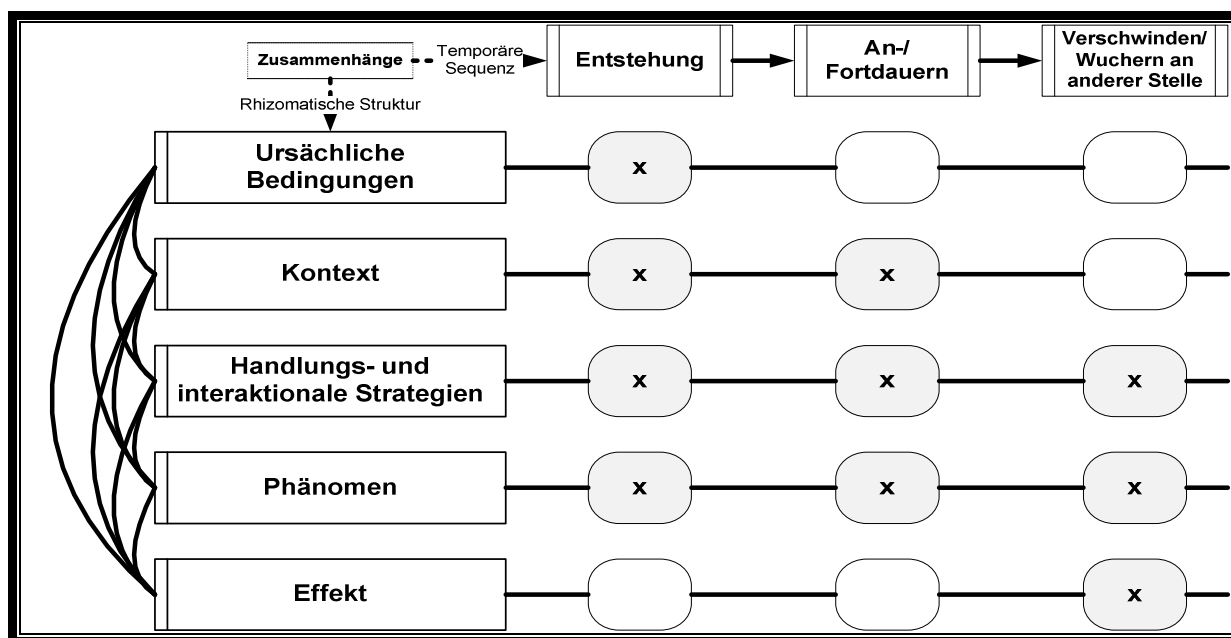 Zusammenhänge
Temporäre
Sequenz
Entstehung
An-/
Fortdauern
Verschwinden/
Wuchern an
anderer Stelle
Rhizomatische Struktur
Ursächliche
Bedingungen
x
Kontext
x
x
Handlungs- und
interaktionale Strategien
x
x
x
Phänomen
x
x
x
Effekt
x